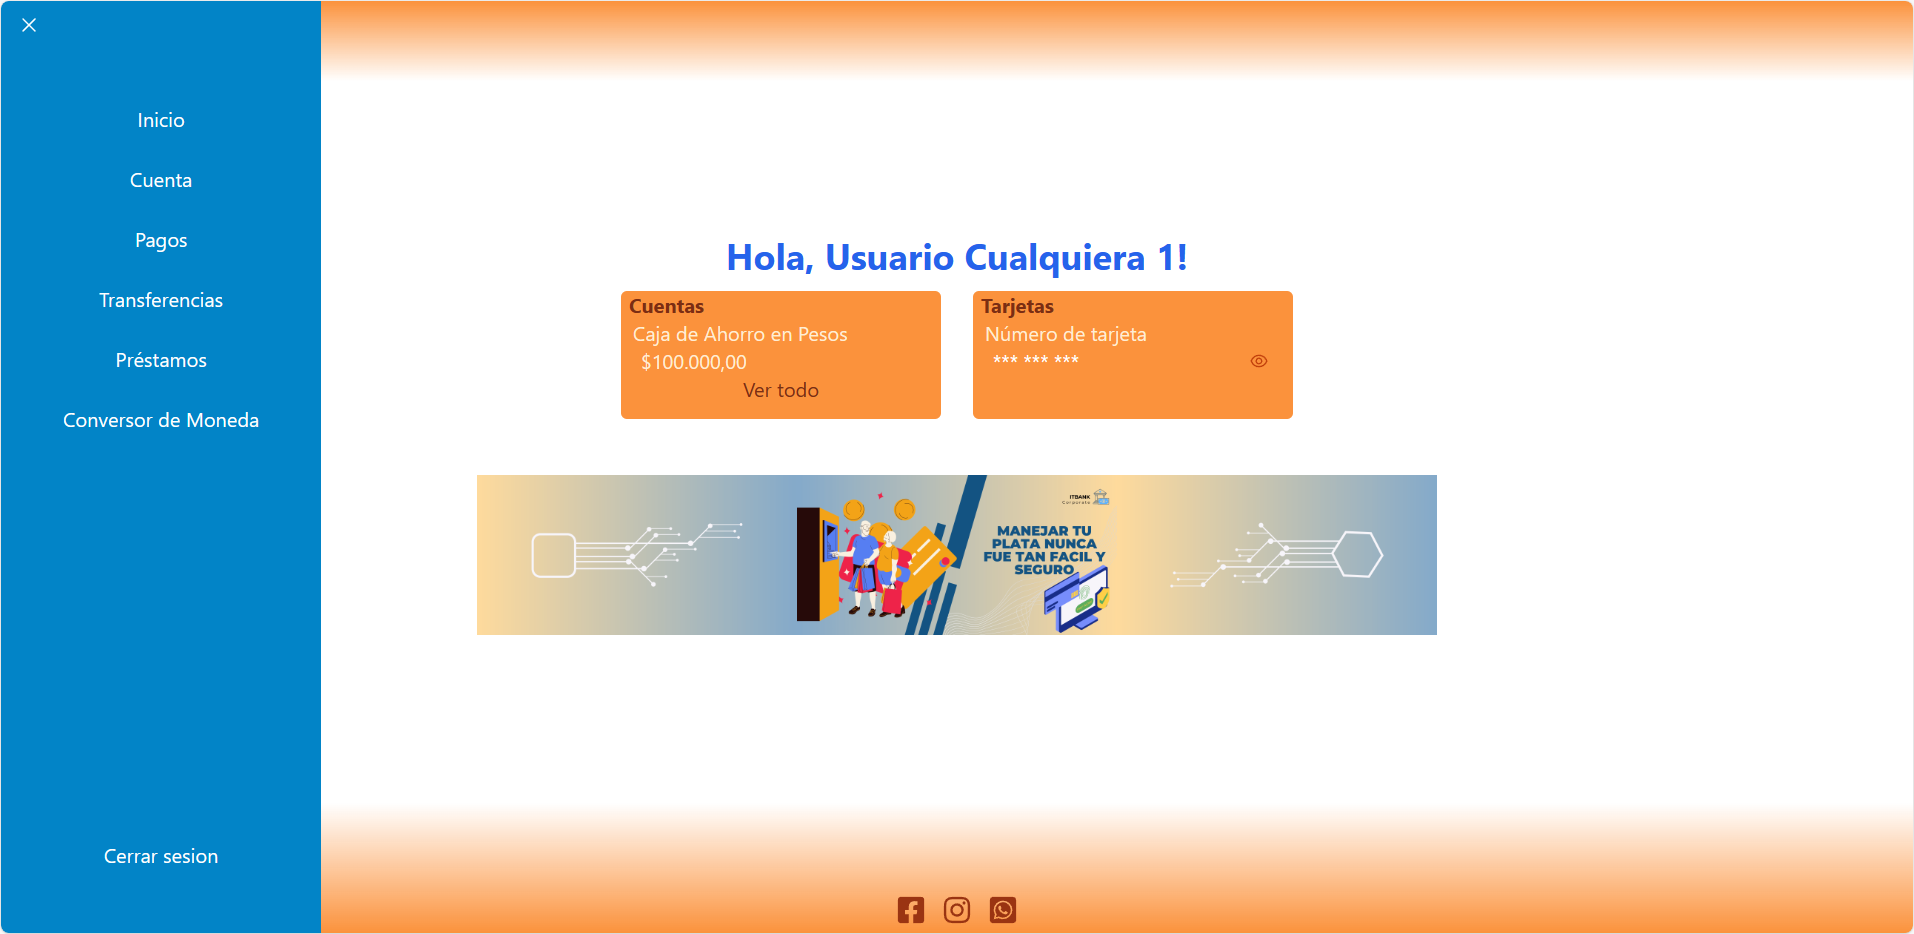 Inicio
Cuenta
Pagos
Transferencias
Préstamos
Conversor de Moneda
Cerrar sesion
Hola, Usuario Cualquiera 1!
Cuentas
Caja de Ahorro en Pesos
$100.000,00
Ver todo
Tarjetas
Número de tarjeta
*** *** ***
ITBANK
Corporate
MANEJAR TU
PLATA NUNCA
FUE TAN FACIL Y
SEGURO